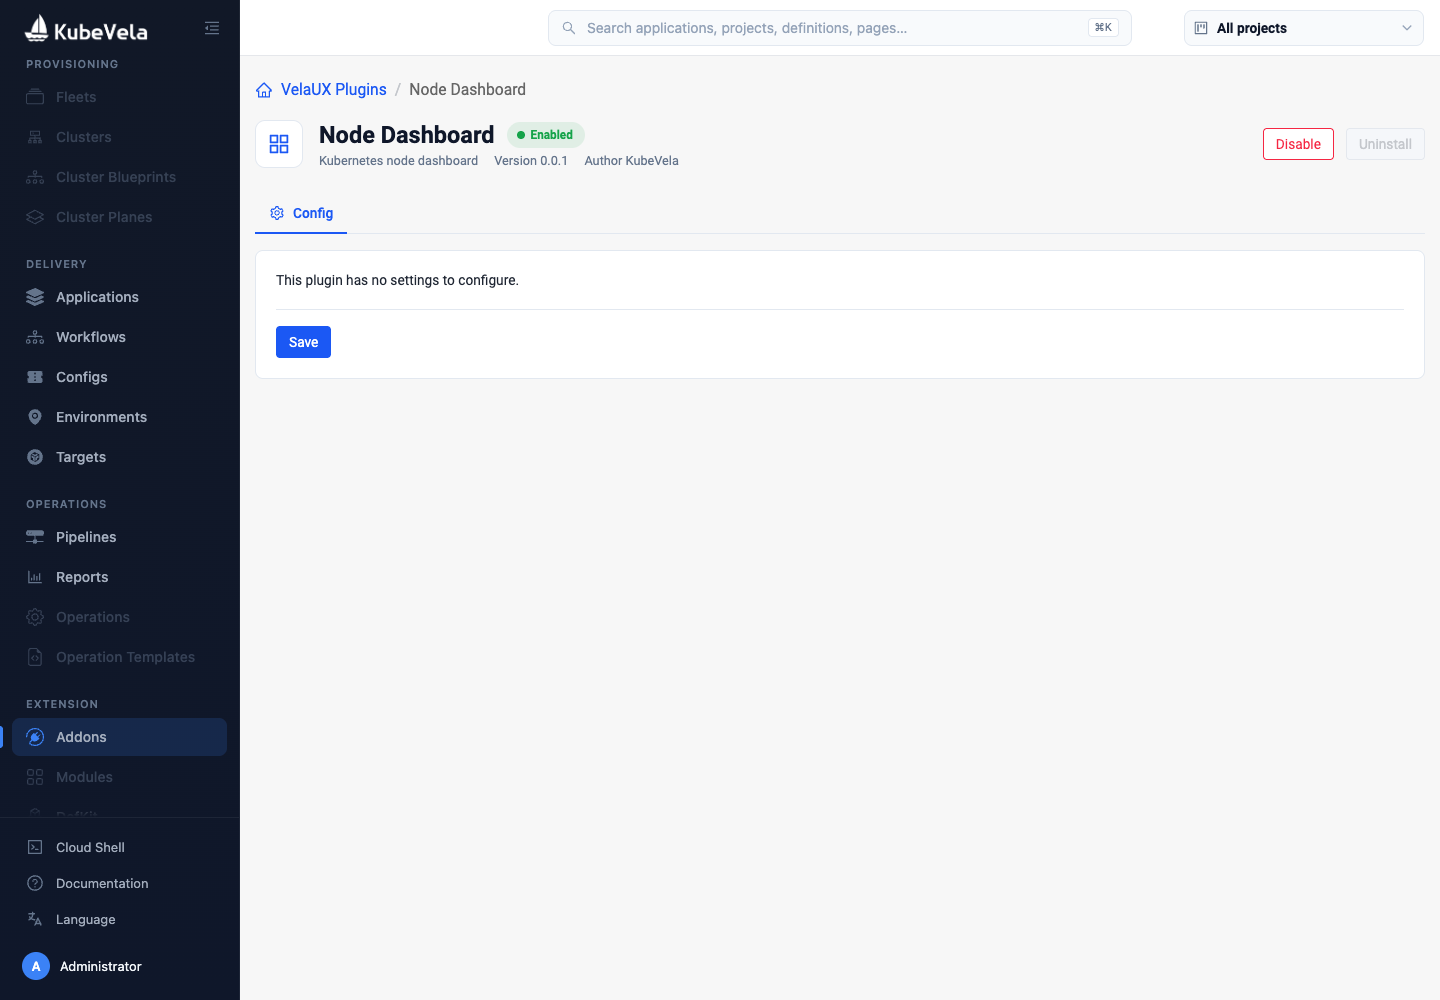 KubeVela
Search applications, projects, definitions, pages...
⌘K
All projects
PROVISIONING
Fleets
Clusters
Cluster Blueprints
Cluster Planes
DELIVERY
Applications
Workflows
Configs
Environments
Targets
OPERATIONS
Pipelines
Reports
Operations
Operation Templates
EXTENSION
Addons
Modules
Cloud Shell
Documentation
Language
A
Administrator
VelaUX Plugins / Node Dashboard
Node Dashboard
Enabled
Kubernetes node dashboard Version 0.0.1 Author KubeVela
Disable
Uninstall
Config
This plugin has no settings to configure.
Save